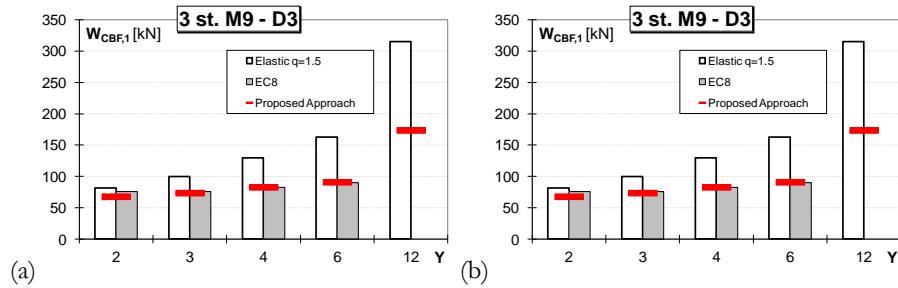 3 st. M9 - D3
W_CBF,1 [kN]
350
300
250
200
150
100
50
0
Elastic q=1.5
EC8
Proposed Approach
2 3 4 6 12 Y
(a)
3 st. M9 - D3
W_CBF,1 [kN]
350
300
250
200
150
100
50
0
Elastic q=1.5
EC8
Proposed Approach
2 3 4 6 12 Y
(b)